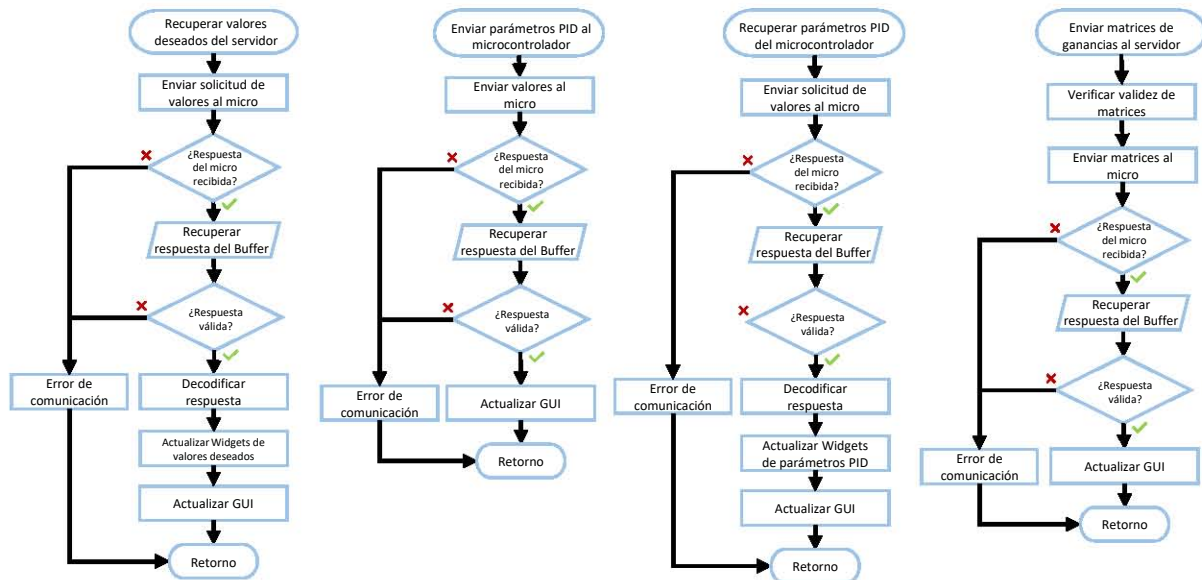 Recuperar valores
deseados del servidor
Enviar solicitud de
valores al micro
¿Respuesta
del micro
recibida?
Recuperar
respuesta del Buffer
¿Respuesta
válida?
Error de
comunicación
Decodificar
respuesta
Actualizar Widgets de
valores deseados
Actualizar GUI
Retorno
Enviar parámetros PID al
microcontrolador
Enviar valores al
micro
¿Respuesta
del micro
recibida?
Recuperar
respuesta del Buffer
¿Respuesta
válida?
Error de
comunicación
Actualizar GUI
Retorno
Recuperar parámetros PID
del microcontrolador
Enviar solicitud de
valores al micro
¿Respuesta
del micro
recibida?
Recuperar
respuesta del Buffer
¿Respuesta
válida?
Error de
comunicación
Decodificar
respuesta
Actualizar Widgets
de parámetros PID
Actualizar GUI
Retorno
Enviar matrices de
ganancias al servidor
Verificar validez de
matrices
Enviar matrices al
micro
¿Respuesta
del micro
recibida?
Recuperar
respuesta del Buffer
¿Respuesta
válida?
Error de
comunicación
Actualizar GUI
Retorno